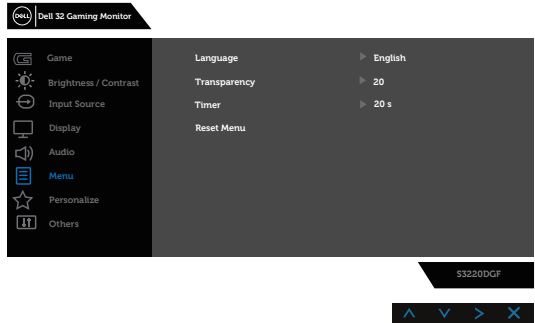 DELL Dell 32 Gaming Monitor
Game
Language English
Brightness / Contrast
Transparency 20
Input Source
Timer 20 s
Display
Reset Menu
Audio
Menu
Personalize
Others
S3220DGF